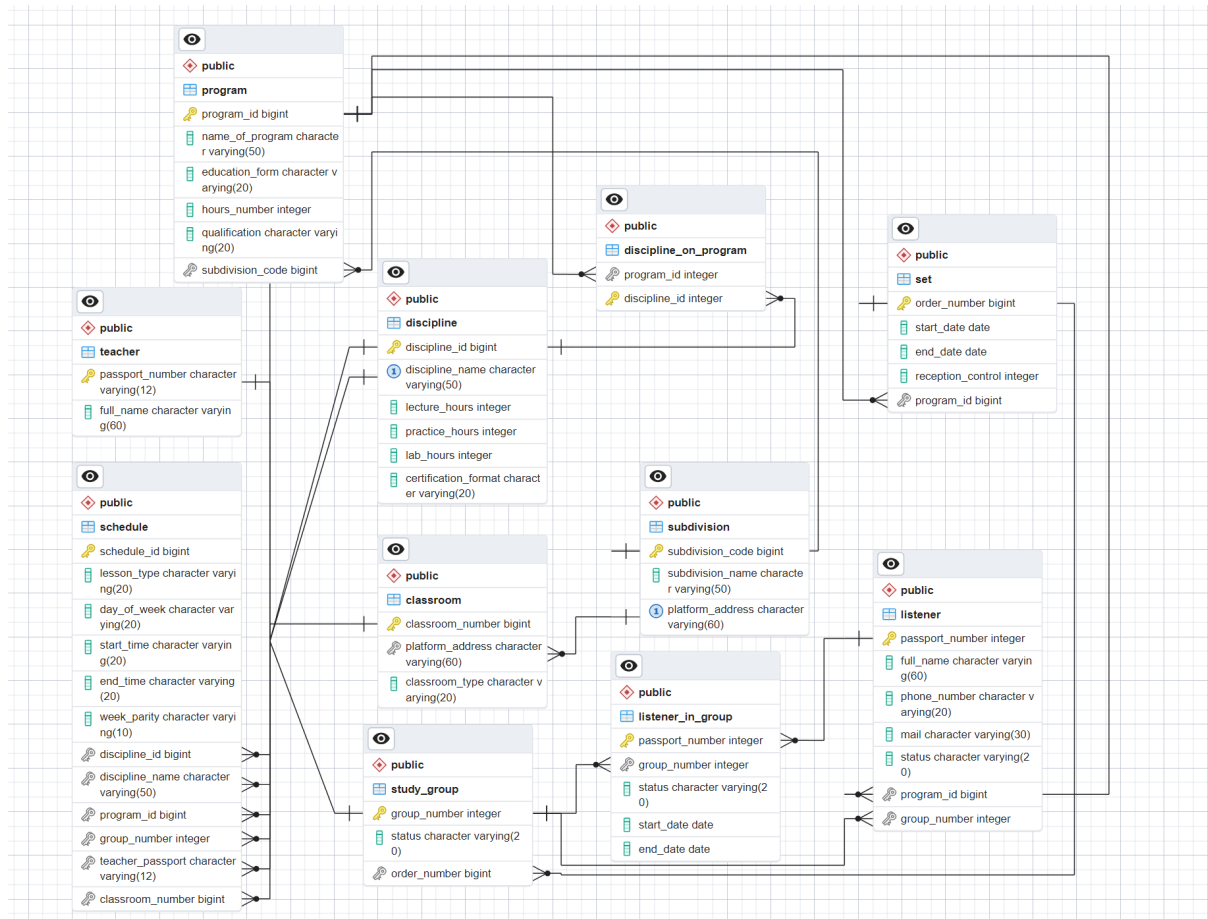 public
program
program_id bigint
name_of_program characte
r varying(50)
education_form character v
arying(20)
hours_number integer
qualification character varyi
ng(20)
subdivision_code bigint
public
teacher
passport_number character
varying(12)
full_name character varyin
g(60)
public
schedule
schedule_id bigint
lesson_type character varyi
ng(20)
day_of_week character var
ying(20)
start_time character varyin
g(20)
end_time character varying
(20)
week_parity character varyi
ng(10)
discipline_id bigint
discipline_name character
varying(50)
program_id bigint
group_number integer
teacher_passport character
varying(12)
classroom_number bigint
public
discipline
discipline_id bigint
1
discipline_name character
varying(50)
lecture_hours integer
practice_hours integer
lab_hours integer
certification_format charact
er varying(20)
public
classroom
classroom_number bigint
platform_address character
varying(60)
classroom_type character v
arying(20)
public
study_group
group_number integer
status character varying(2
0)
order_number bigint
public
discipline_on_program
program_id integer
discipline_id integer
public
subdivision
subdivision_code bigint
subdivision_name characte
r varying(50)
1
platform_address character
varying(60)
public
listener_in_group
passport_number integer
group_number integer
status character varying(2
0)
start_date date
end_date date
public
set
order_number bigint
start_date date
end_date date
reception_control integer
program_id bigint
public
listener
passport_number integer
full_name character varyin
g(60)
phone_number character v
arying(20)
mail character varying(30)
status character varying(2
0)
program_id bigint
group_number integer